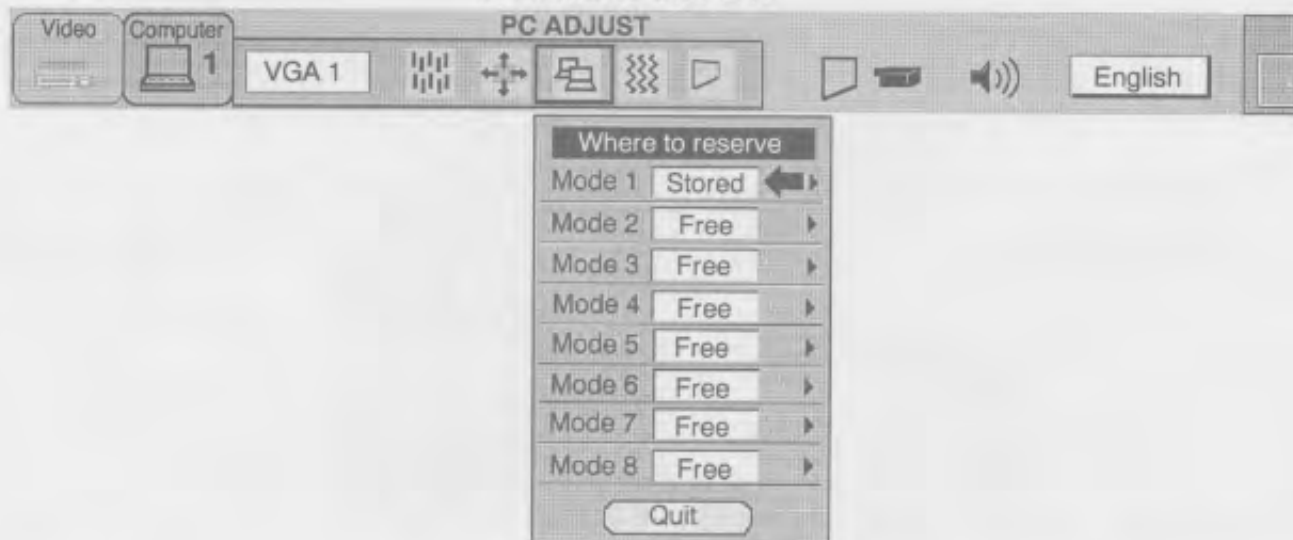 PC ADJUST
Video
Computer
1
VGA 1
English
Where to reserve
Mode 1 Stored
Mode 2 Free
Mode 3 Free
Mode 4 Free
Mode 5 Free
Mode 6 Free
Mode 7 Free
Mode 8 Free
Quit